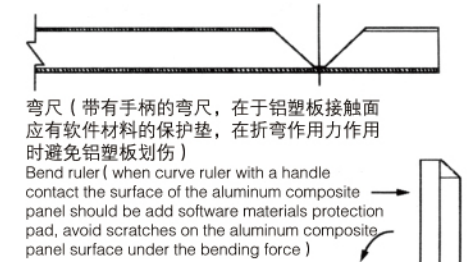 弯尺（带有手柄的弯尺，在于铝塑板接触面
应有软件材料的保护垫，在折弯作用力作用
时避免铝塑板划伤）
Bend ruler ( when curve ruler with a handle
contact the surface of the aluminum composite
panel should be add software materials protection
pad, avoid scratches on the aluminum composite
panel surface under the bending force )